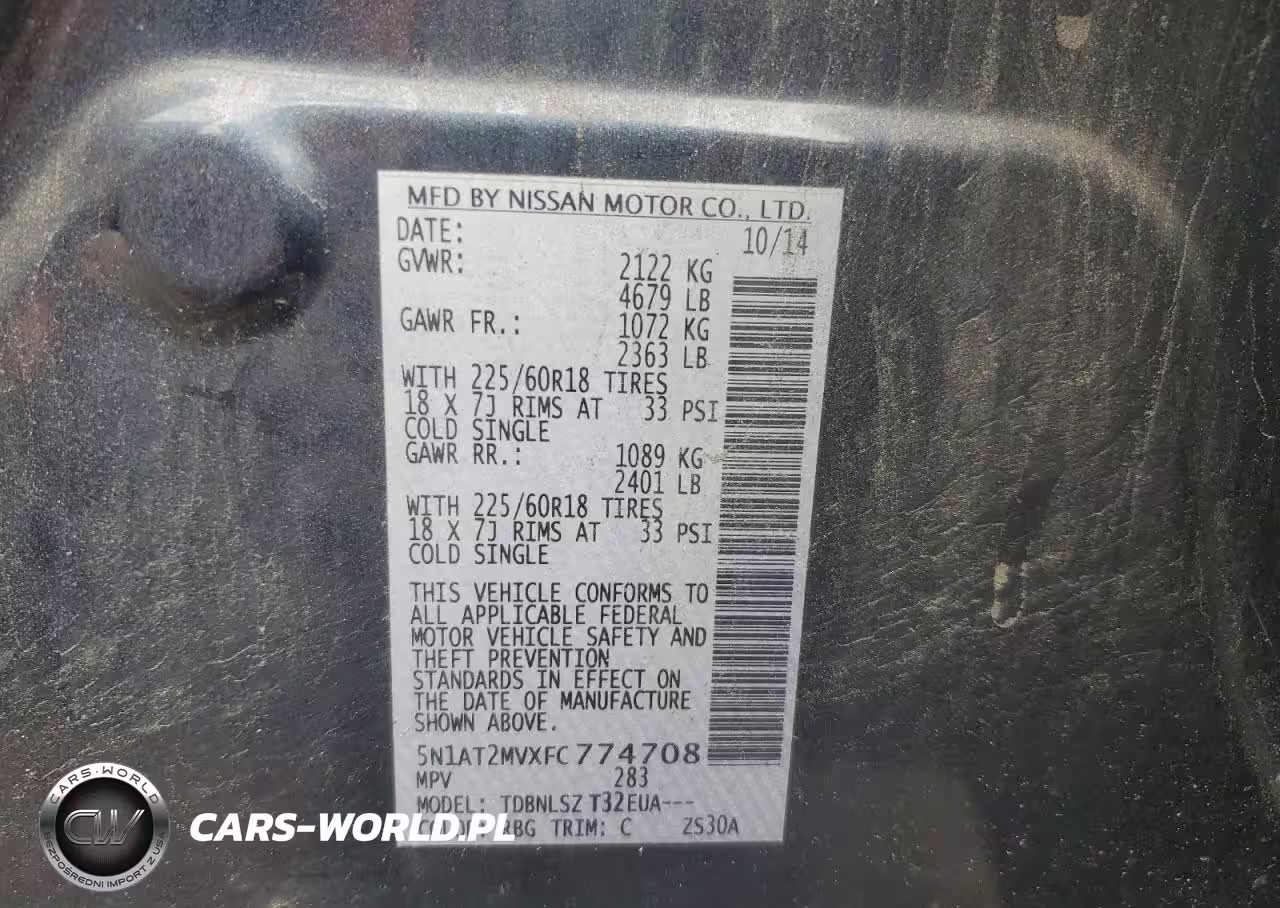 MFD BY NISSAN MOTOR CO., LTD.
DATE: 10/14
GVWR: 2122 KG
4679 LB
GAWR FR.: 1072 KG
2363 LB
WITH 225/60R18 TIRES
18 X 7J RIMS AT 33 PSI
COLD SINGLE
GAWR RR.: 1089 KG
2401 LB
WITH 225/60R18 TIRES
18 X 7J RIMS AT 33 PSI
COLD SINGLE
THIS VEHICLE CONFORMS TO
ALL APPLICABLE FEDERAL
MOTOR VEHICLE SAFETY AND
THEFT PREVENTION
STANDARDS IN EFFECT ON
THE DATE OF MANUFACTURE
SHOWN ABOVE.
5N1AT2MVXFC774708
MPV 283
MODEL: TDBNLSZ T32EUA---
TRIM: C ZS30A
CARS-WORLD
CW
BEZPOŚREDNI IMPORT Z USA
CARS-WORLD.PL